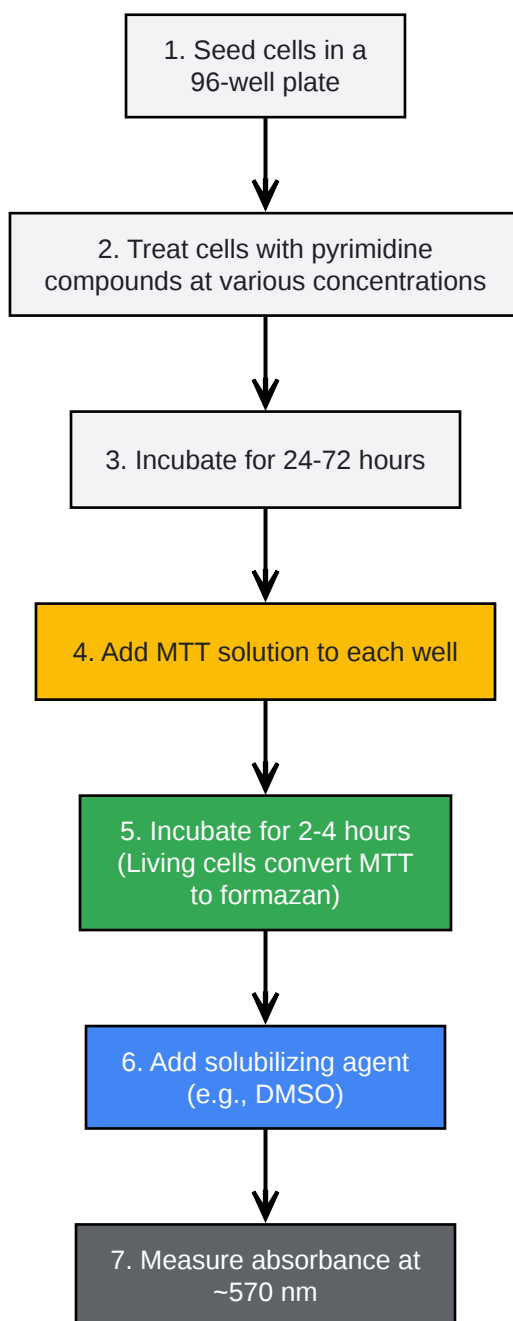 1. Seed cells in a
96-well plate
2. Treat cells with pyrimidine
compounds at various concentrations
3. Incubate for 24-72 hours
4. Add MTT solution to each well
5. Incubate for 2-4 hours
(Living cells convert MTT
to formazan)
6. Add solubilizing agent
(e.g., DMSO)
7. Measure absorbance at
~570 nm